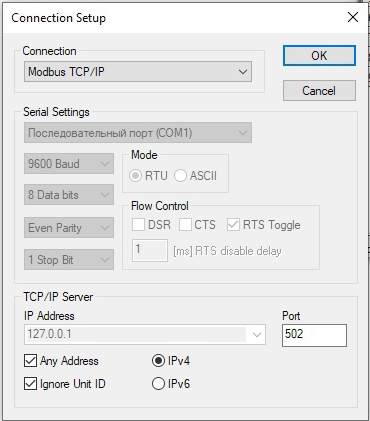 Connection Setup
Connection
Modbus TCP/IP
OK
Cancel
Serial Settings
Последовательный порт (COM1)
9600 Baud
8 Data bits
Even Parity
1 Stop Bit
Mode
RTU
ASCII
Flow Control
DSR
CTS
RTS Toggle
1
[ms] RTS disable delay
TCP/IP Server
IP Address
Port
127.0.0.1
502
Any Address
IPv4
Ignore Unit ID
IPv6